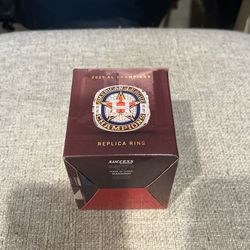 2021 AL CHAMPIONS
AMERICAN LEAGUE
H
CHAMPIONS
REPLICA RING
SUCCESS